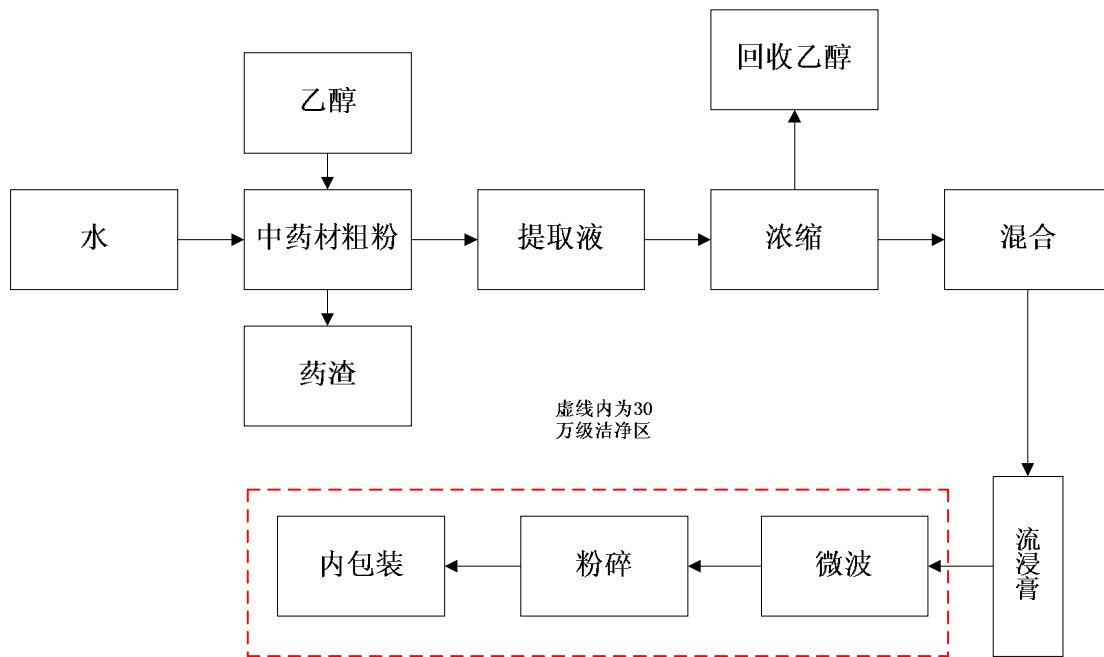 回收乙醇
乙醇
水
中药材粗粉
提取液
浓缩
混合
药渣
虚线内为30
万级洁净区
内包装
粉碎
微波
流浸膏